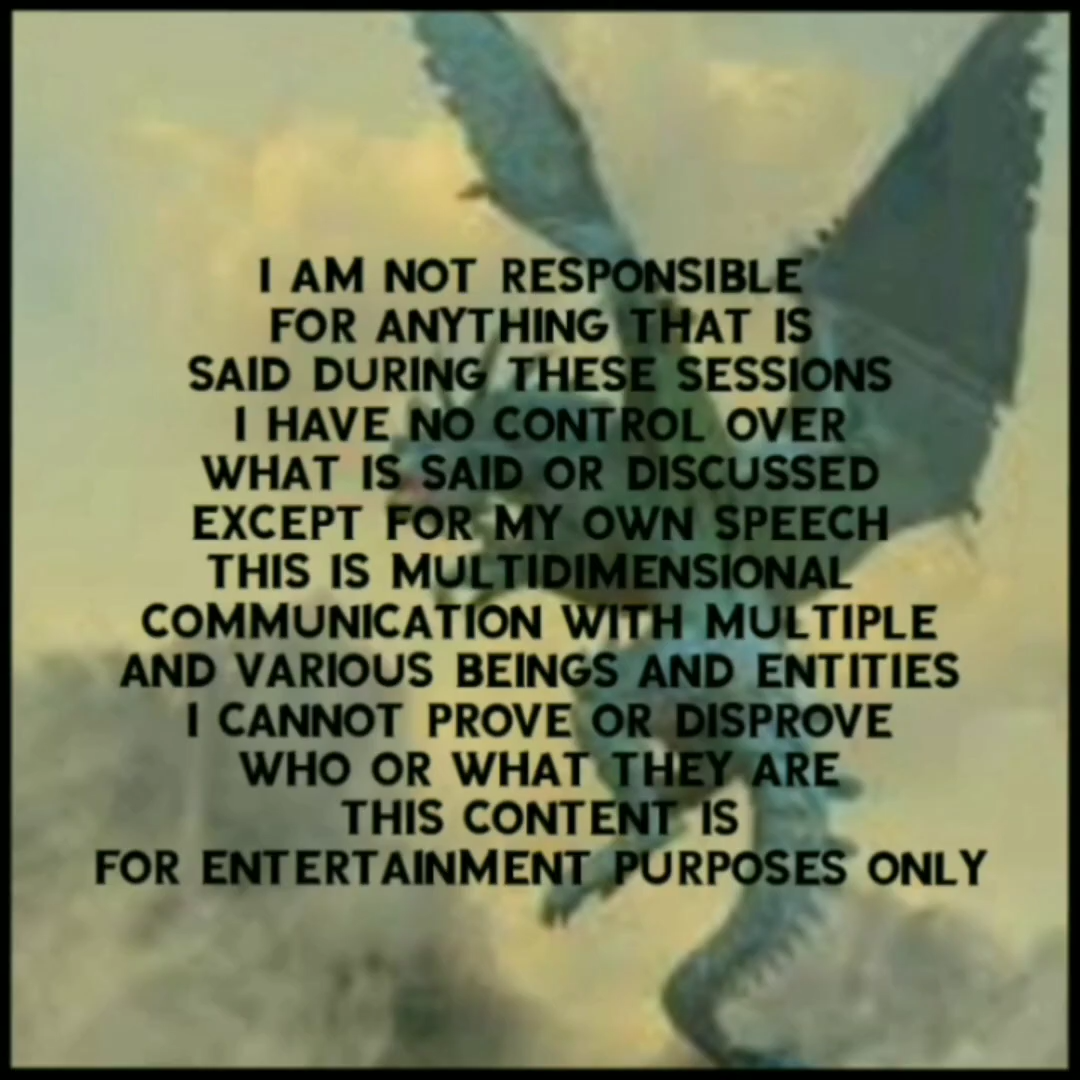 I AM NOT RESPONSIBLE
FOR ANYTHING THAT IS
SAID DURING THESE SESSIONS
I HAVE NO CONTROL OVER
WHAT IS SAID OR DISCUSSED
EXCEPT FOR MY OWN SPEECH
THIS IS MULTIDIMENSIONAL
COMMUNICATION WITH MULTIPLE
AND VARIOUS BEINGS AND ENTITIES
I CANNOT PROVE OR DISPROVE
WHO OR WHAT THEY ARE
THIS CONTENT IS
FOR ENTERTAINMENT PURPOSES ONLY